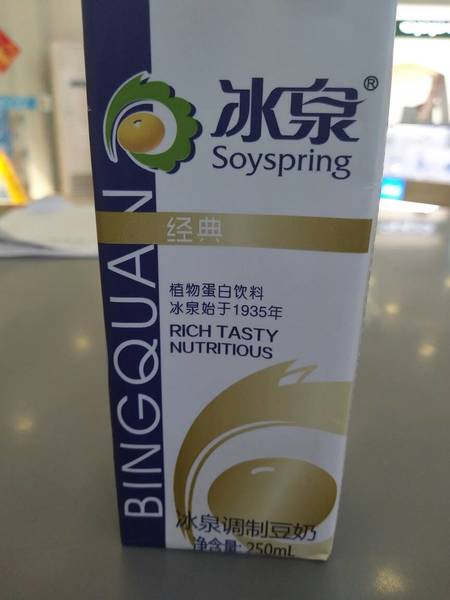 冰泉®
Soyspring
经典
植物蛋白饮料
冰泉始于1935年
RICH TASTY
NUTRITIOUS
BINGQUAN
冰泉调制豆奶
净含量: 250mL